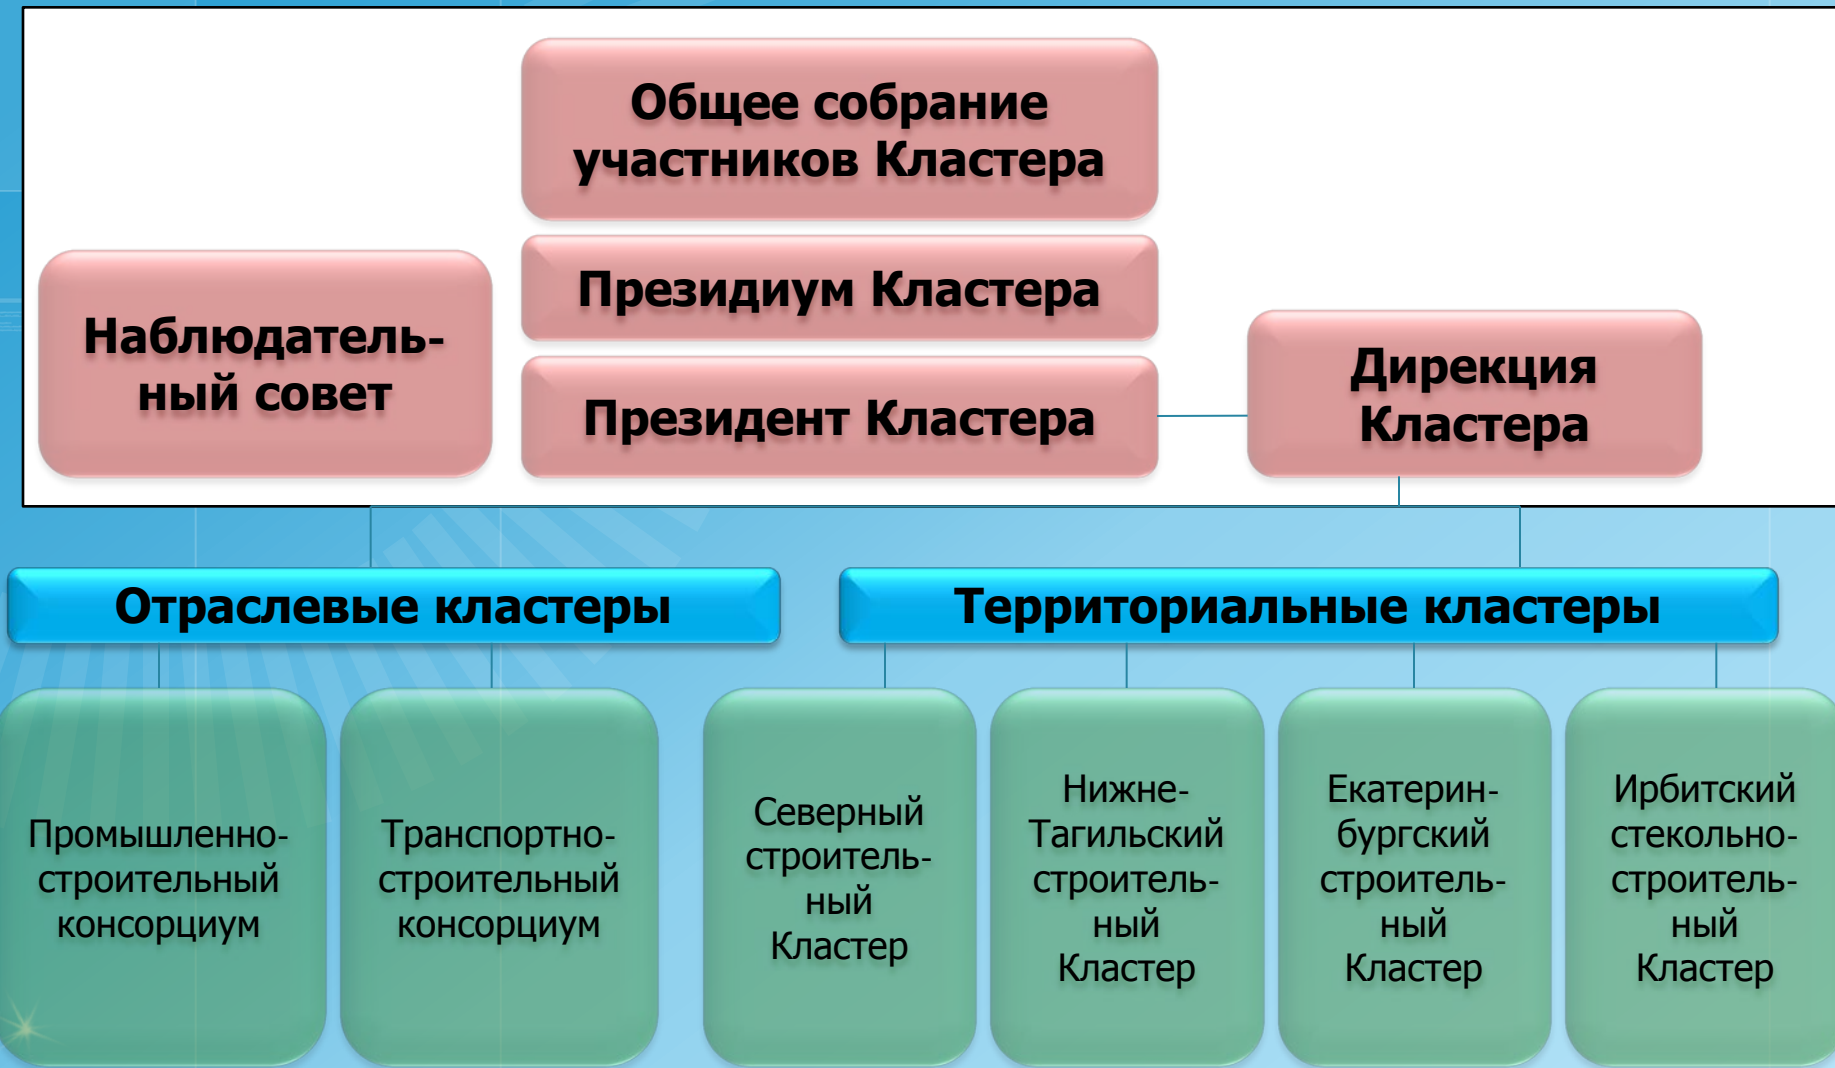 Общее собрание
участников Кластера
Президиум Кластера
Наблюдатель-
ный совет
Президент Кластера
Дирекция
Кластера
Отраслевые кластеры
Территориальные кластеры
Промышленно-
строительный
консорциум
Транспортно-
строительный
консорциум
Северный
строитель-
ный
Кластер
Нижне-
Тагильский
строитель-
ный
Кластер
Екатерин-
бургский
строитель-
ный
Кластер
Ирбитский
стекольно-
строитель-
ный
Кластер